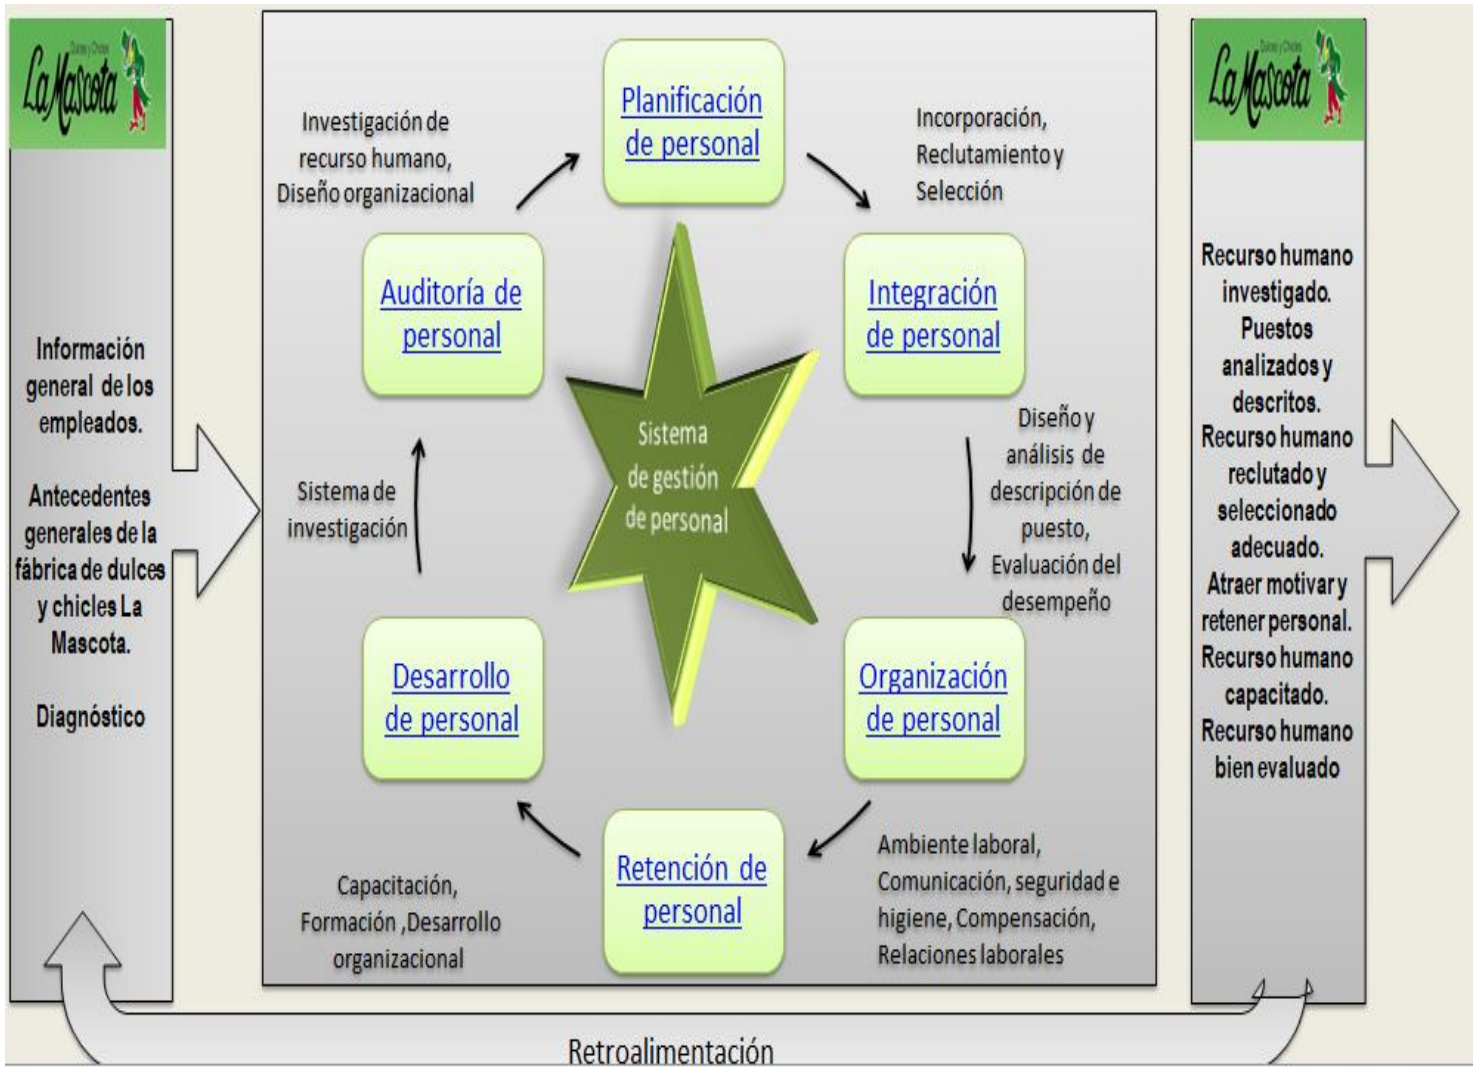 Dulces y Chicles
La Mascota
Información
general de los
empleados.
Antecedentes
generales de la
fábrica de dulces
y chicles La
Mascota.
Diagnóstico
Planificación
de personal
Incorporación,
Reclutamiento y
Selección
Integración
de personal
Diseño y
análisis de
descripción de
puesto,
Evaluación del
desempeño
Organización
de personal
Ambiente laboral,
Comunicación, seguridad e
higiene, Compensación,
Relaciones laborales
Retención de
personal
Capacitación,
Formación ,Desarrollo
organizacional
Desarrollo
de personal
Sistema de
investigación
Auditoría de
personal
Investigación de
recurso humano,
Diseño organizacional
Sistema
de gestión
de personal
Dulces y Chicles
La Mascota
Recurso humano
investigado.
Puestos
analizados y
descritos.
Recurso humano
reclutado y
seleccionado
adecuado.
Atraer motivar y
retener personal.
Recurso humano
capacitado.
Recurso humano
bien evaluado
Retroalimentación